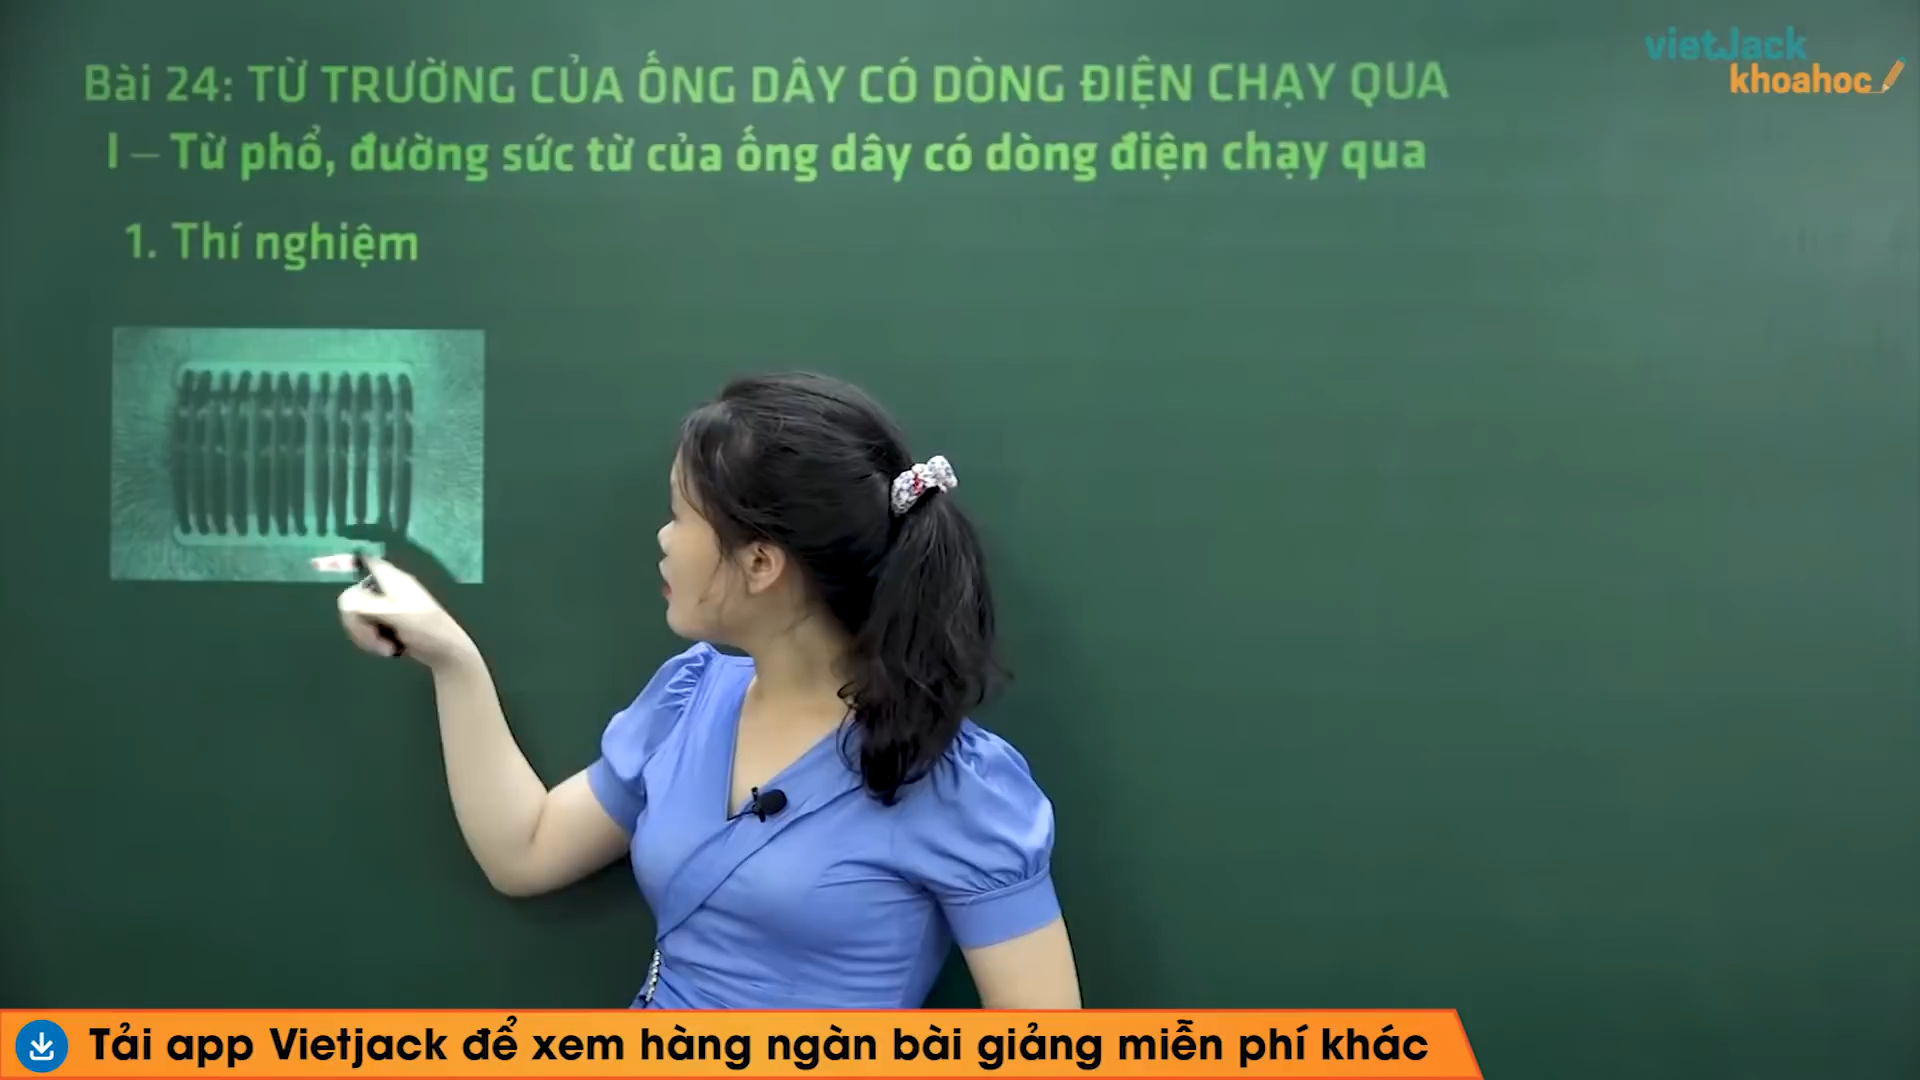 vietJack
khoahoc
Bài 24: TỪ TRƯỜNG CỦA ỐNG DÂY CÓ DÒNG ĐIỆN CHẠY QUA
I – Từ phổ, đường sức từ của ống dây có dòng điện chạy qua
1. Thí nghiệm
Tải app Vietjack để xem hàng ngàn bài giảng miễn phí khác